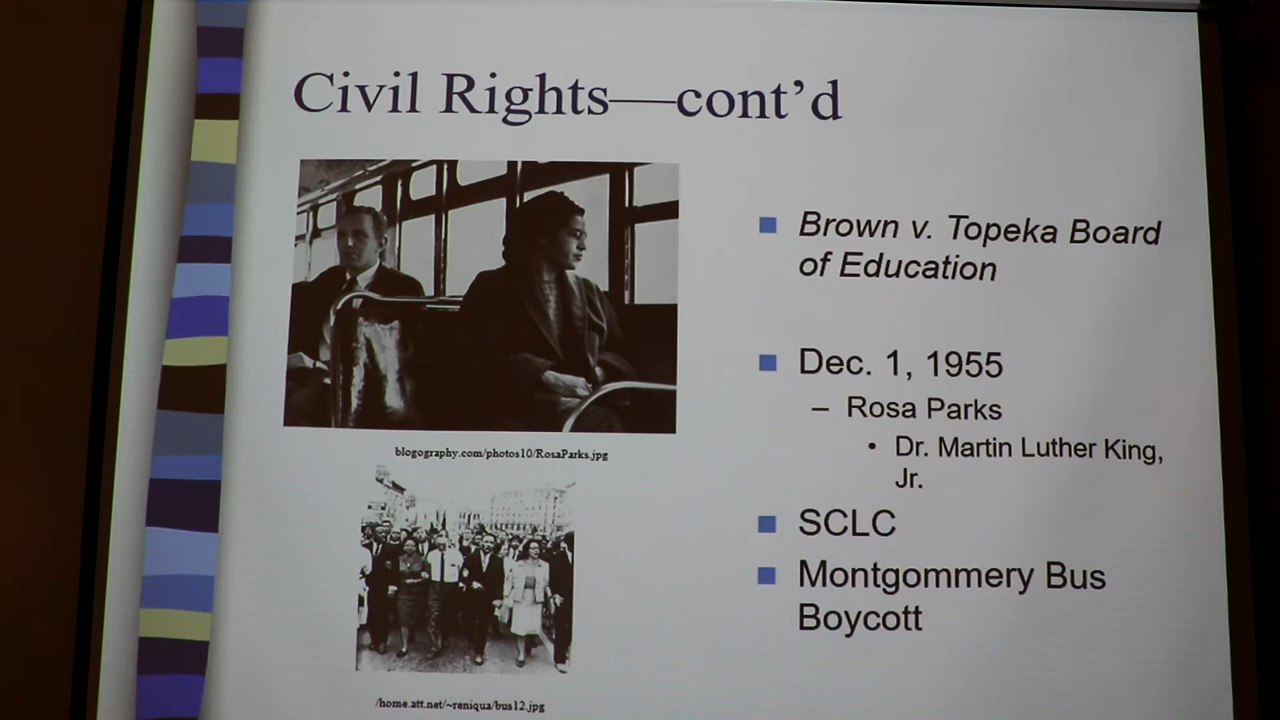 Civil Rights—cont’d
blogography.com/photos10/RosaParks.jpg
/home.att.net/~reniqua/bus12.jpg
Brown v. Topeka Board
of Education
Dec. 1, 1955
– Rosa Parks
• Dr. Martin Luther King,
Jr.
SCLC
Montgommery Bus
Boycott